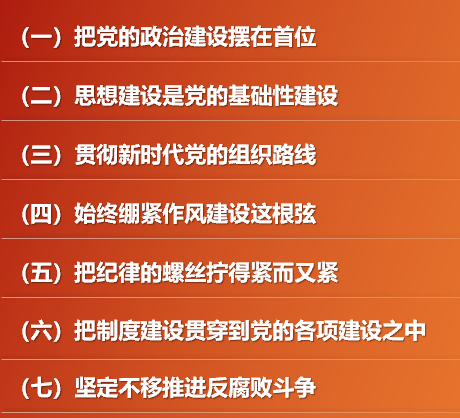 （一）把党的政治建设摆在首位
（二）思想建设是党的基础性建设
（三）贯彻新时代党的组织路线
（四）始终绷紧作风建设这根弦
（五）把纪律的螺丝拧得紧而又紧
（六）把制度建设贯穿到党的各项建设之中
（七）坚定不移推进反腐败斗争